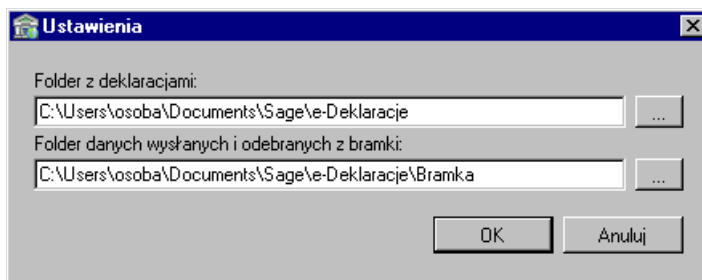 Ustawienia
Folder z deklaracjami:
C:\Users\osoba\Documents\Sage\e-Deklaracje
...
Folder danych wysłanych i odebranych z bramki:
C:\Users\osoba\Documents\Sage\e-Deklaracje\Bramka
...
OK Anuluj